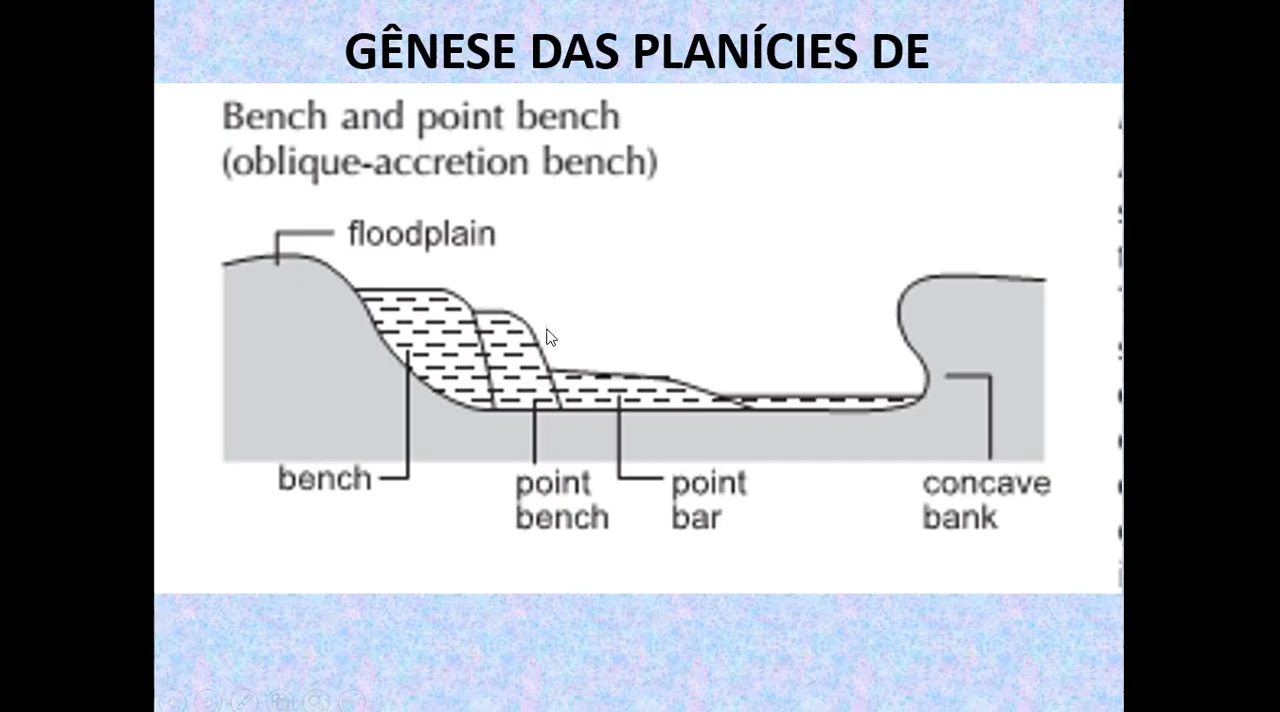 GÊNESE DAS PLANÍCIES DE
Bench and point bench
(oblique-accretion bench)
floodplain
bench
point
bench
point
bar
concave
bank